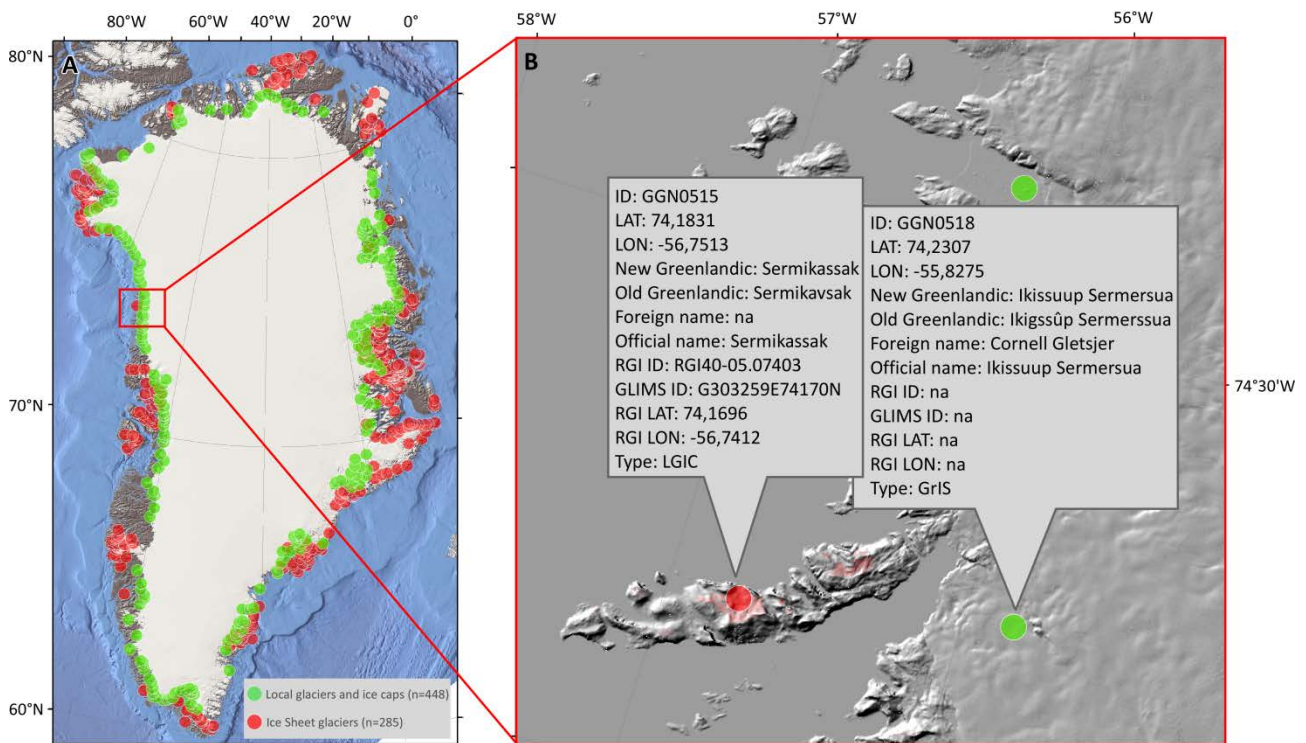 80°W 60°W 40°W 20°W 0°
80°N
70°N
60°N
A
Local glaciers and ice caps (n=448)
Ice Sheet glaciers (n=285)
58°W 57°W 56°W
B
74°30'W
ID: GGN0515
LAT: 74,1831
LON: -56,7513
New Greenlandic: Sermikassak
Old Greenlandic: Sermikavsak
Foreign name: na
Official name: Sermikassak
RGI ID: RGI40-05.07403
GLIMS ID: G303259E74170N
RGI LAT: 74,1696
RGI LON: -56,7412
Type: LGIC
ID: GGN0518
LAT: 74,2307
LON: -55,8275
New Greenlandic: Ikissuup Sermersua
Old Greenlandic: Ikigssûp Sermerssua
Foreign name: Cornell Gletsjer
Official name: Ikissuup Sermersua
RGI ID: na
GLIMS ID: na
RGI LAT: na
RGI LON: na
Type: GrIS